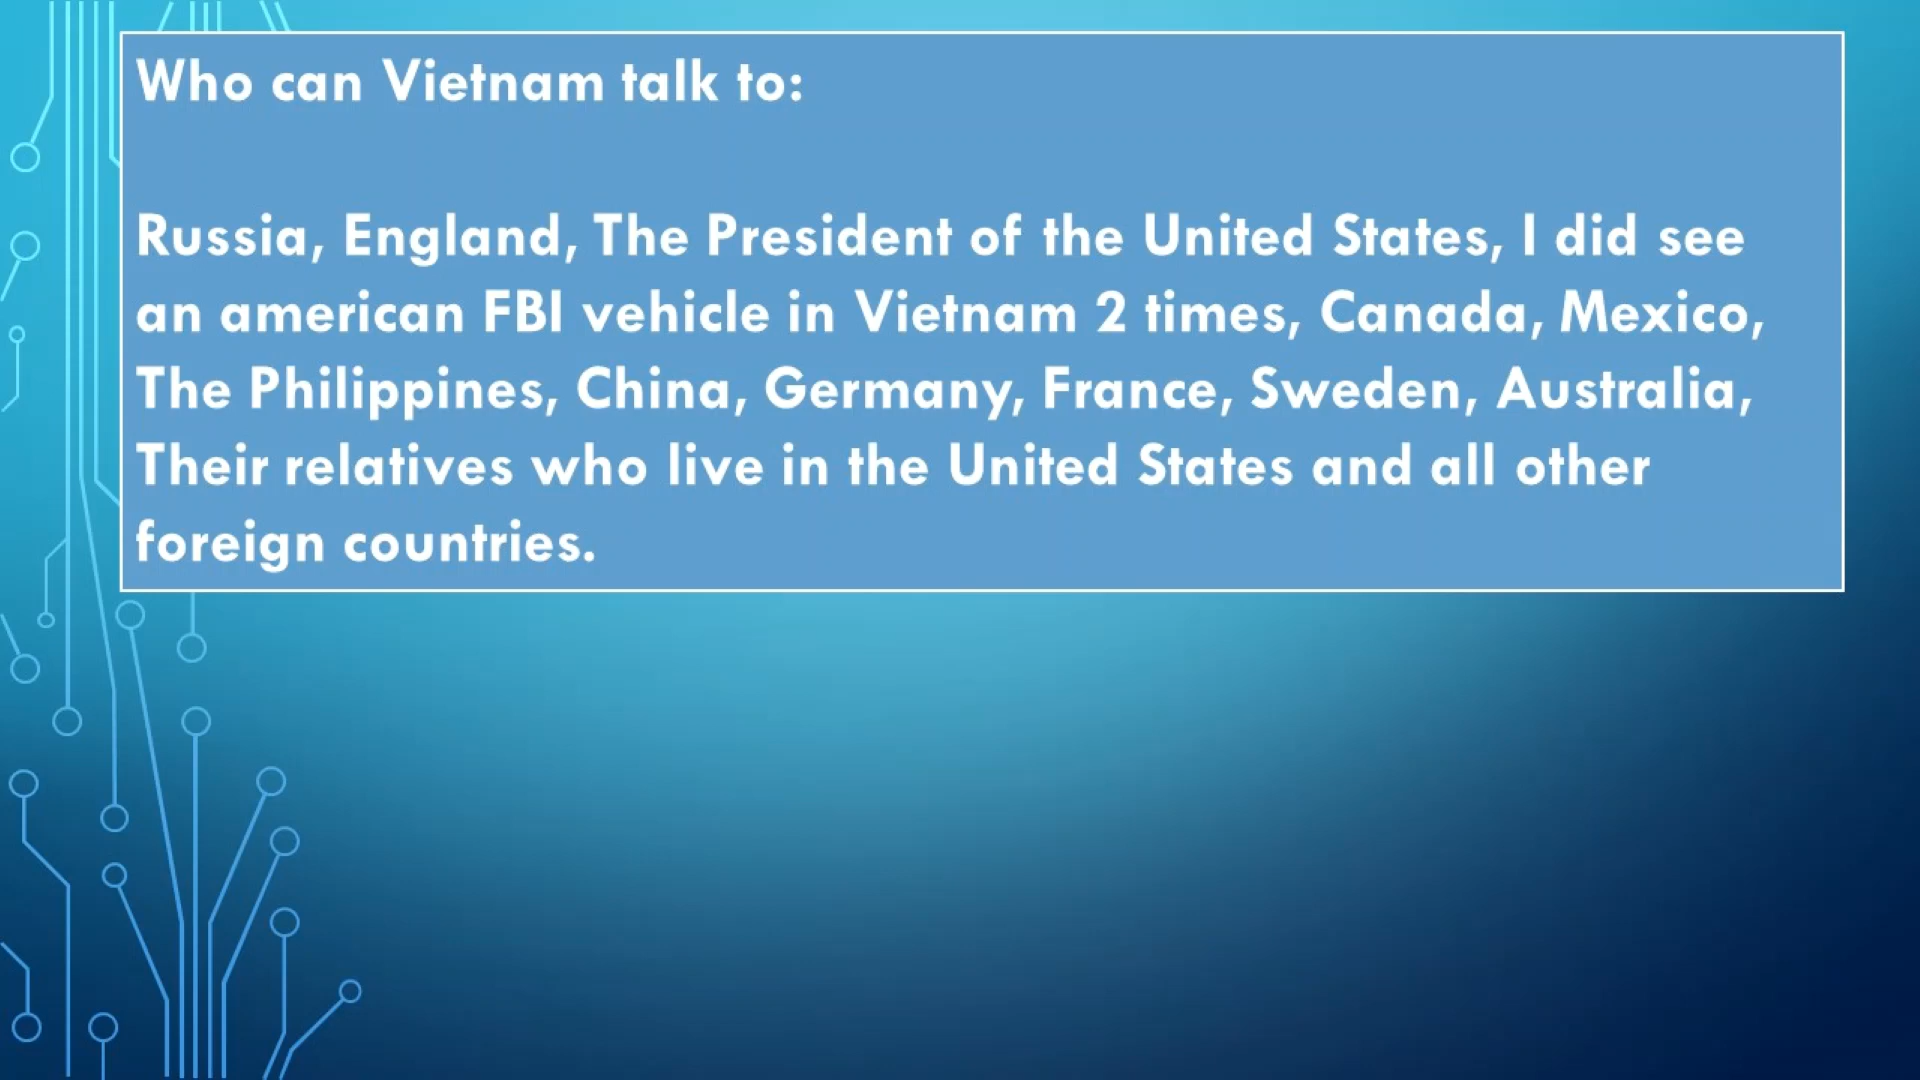 Who can Vietnam talk to:
Russia, England, The President of the United States, I did see
an american FBI vehicle in Vietnam 2 times, Canada, Mexico,
The Philippines, China, Germany, France, Sweden, Australia,
Their relatives who live in the United States and all other
foreign countries.